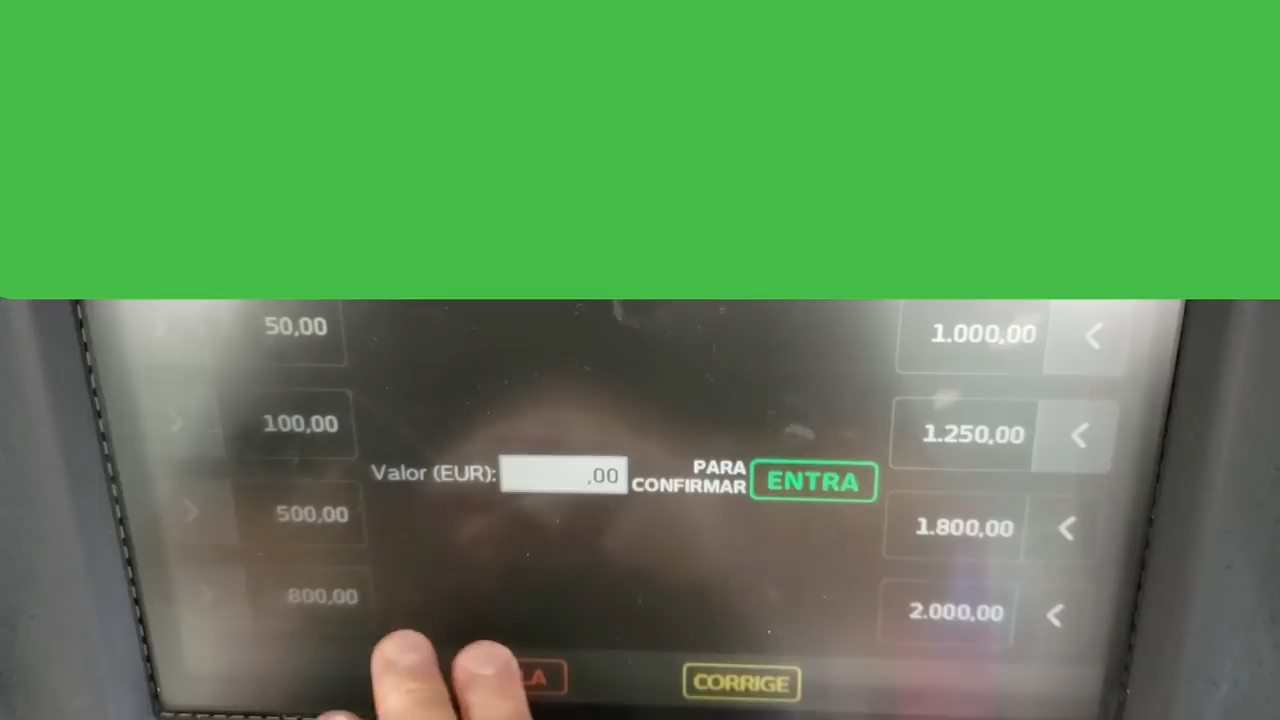 50,00
1.000,00
100,00
1.250,00
Valor (EUR): ,00
PARA
CONFIRMAR
ENTRA
500,00
1.800,00
800,00
2.000,00
CORRIGE